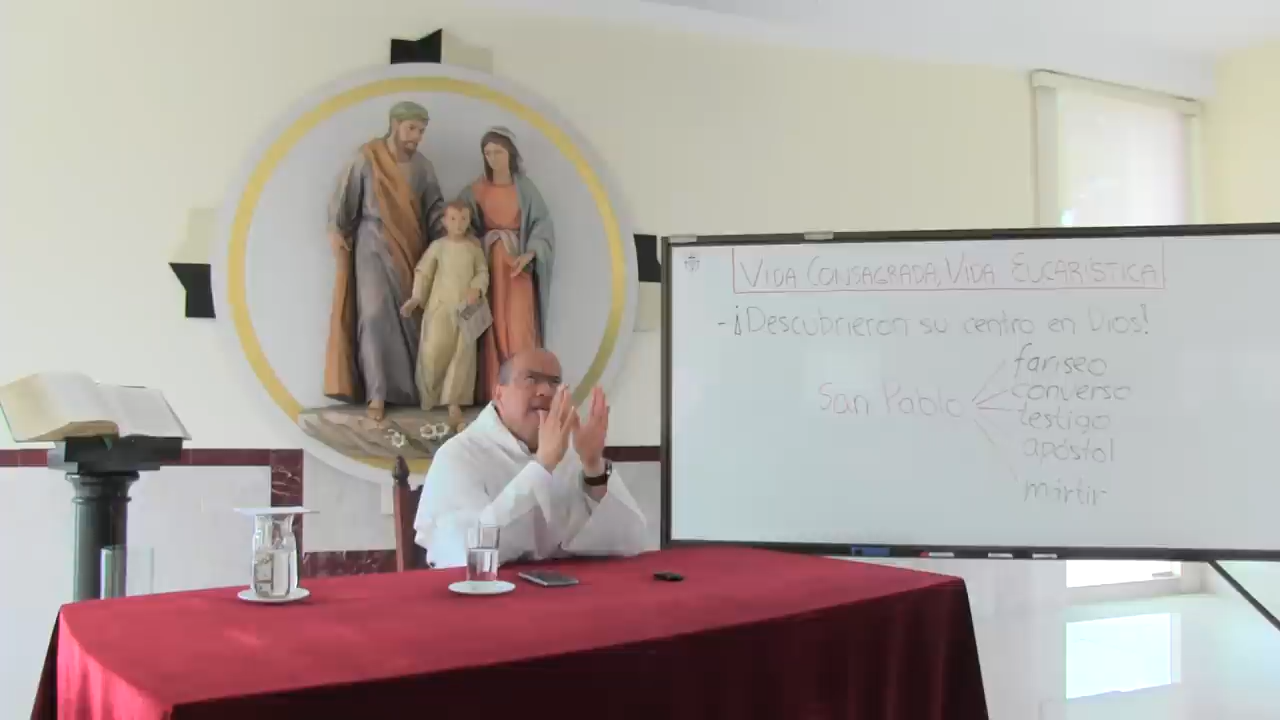 VIDA CONSAGRADA, VIDA EUCARÍSTICA
- ¡Descubrieron su centro en Dios!
San Pablo
fariseo
converso
testigo
apóstol
mártir